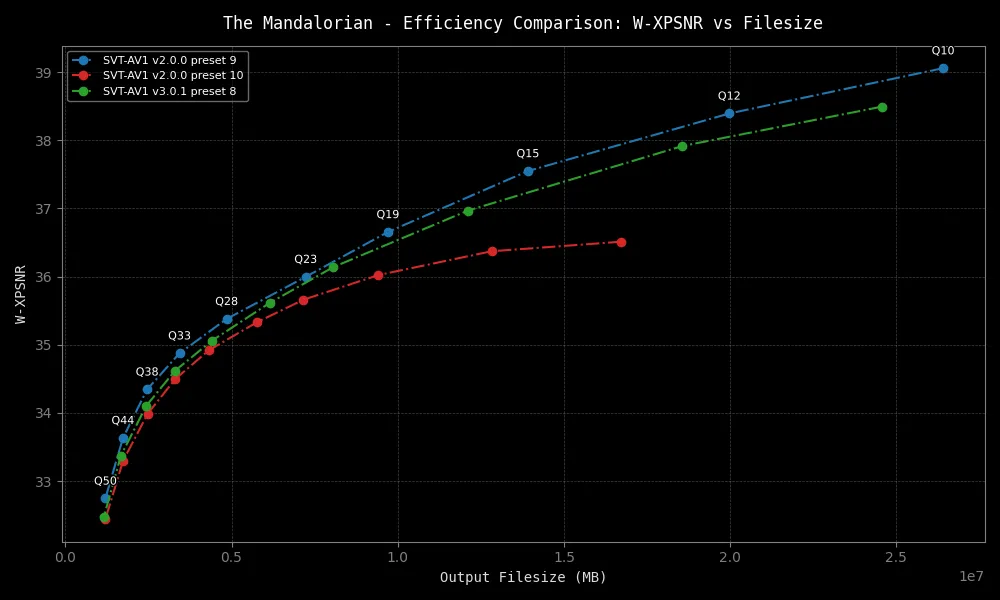 The Mandalorian - Efficiency Comparison: W-XPSNR vs Filesize
SVT-AV1 v2.0.0 preset 9
SVT-AV1 v2.0.0 preset 10
SVT-AV1 v3.0.1 preset 8
Q10
Q12
Q15
Q19
Q23
Q28
Q33
Q38
Q44
Q50
39
38
37
36
35
34
33
W-XPSNR
0.0
0.5
1.0
1.5
2.0
2.5
1e7
Output Filesize (MB)